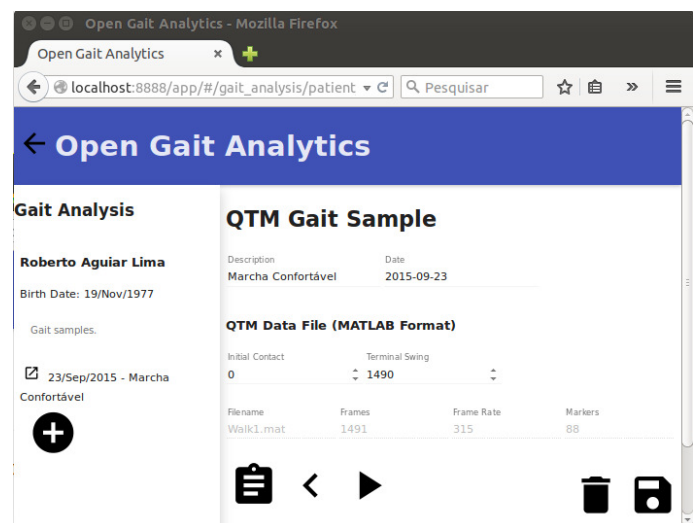 Open Gait Analytics - Mozilla Firefox
Open Gait Analytics
localhost:8888/app/#/gait_analysis/patient
Pesquisar
Open Gait Analytics
Gait Analysis
Roberto Aguiar Lima
Birth Date: 19/Nov/1977
Gait samples.
23/Sep/2015 - Marcha
Confortável
QTM Gait Sample
Description Date
Marcha Confortável 2015-09-23
QTM Data File (MATLAB Format)
Initial Contact Terminal Swing
0 1490
Filename Frames Frame Rate Markers
Walk1.mat 1491 315 88